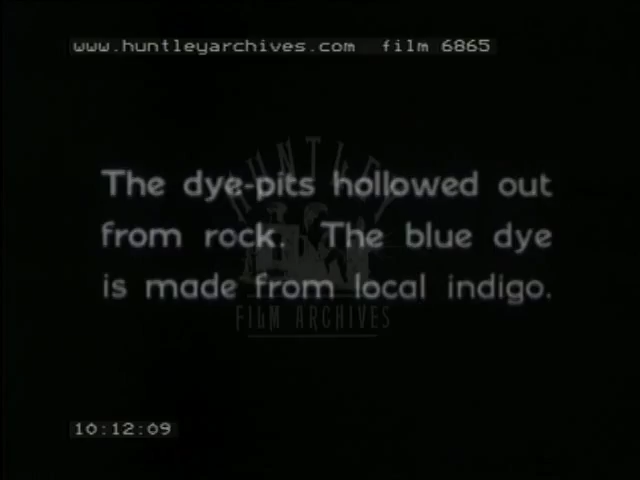 www.huntleyarchives.com film 6865
The dye-pits hollowed out
from rock. The blue dye
is made from local indigo.
HUNTLEY
FILM ARCHIVES
10:12:09